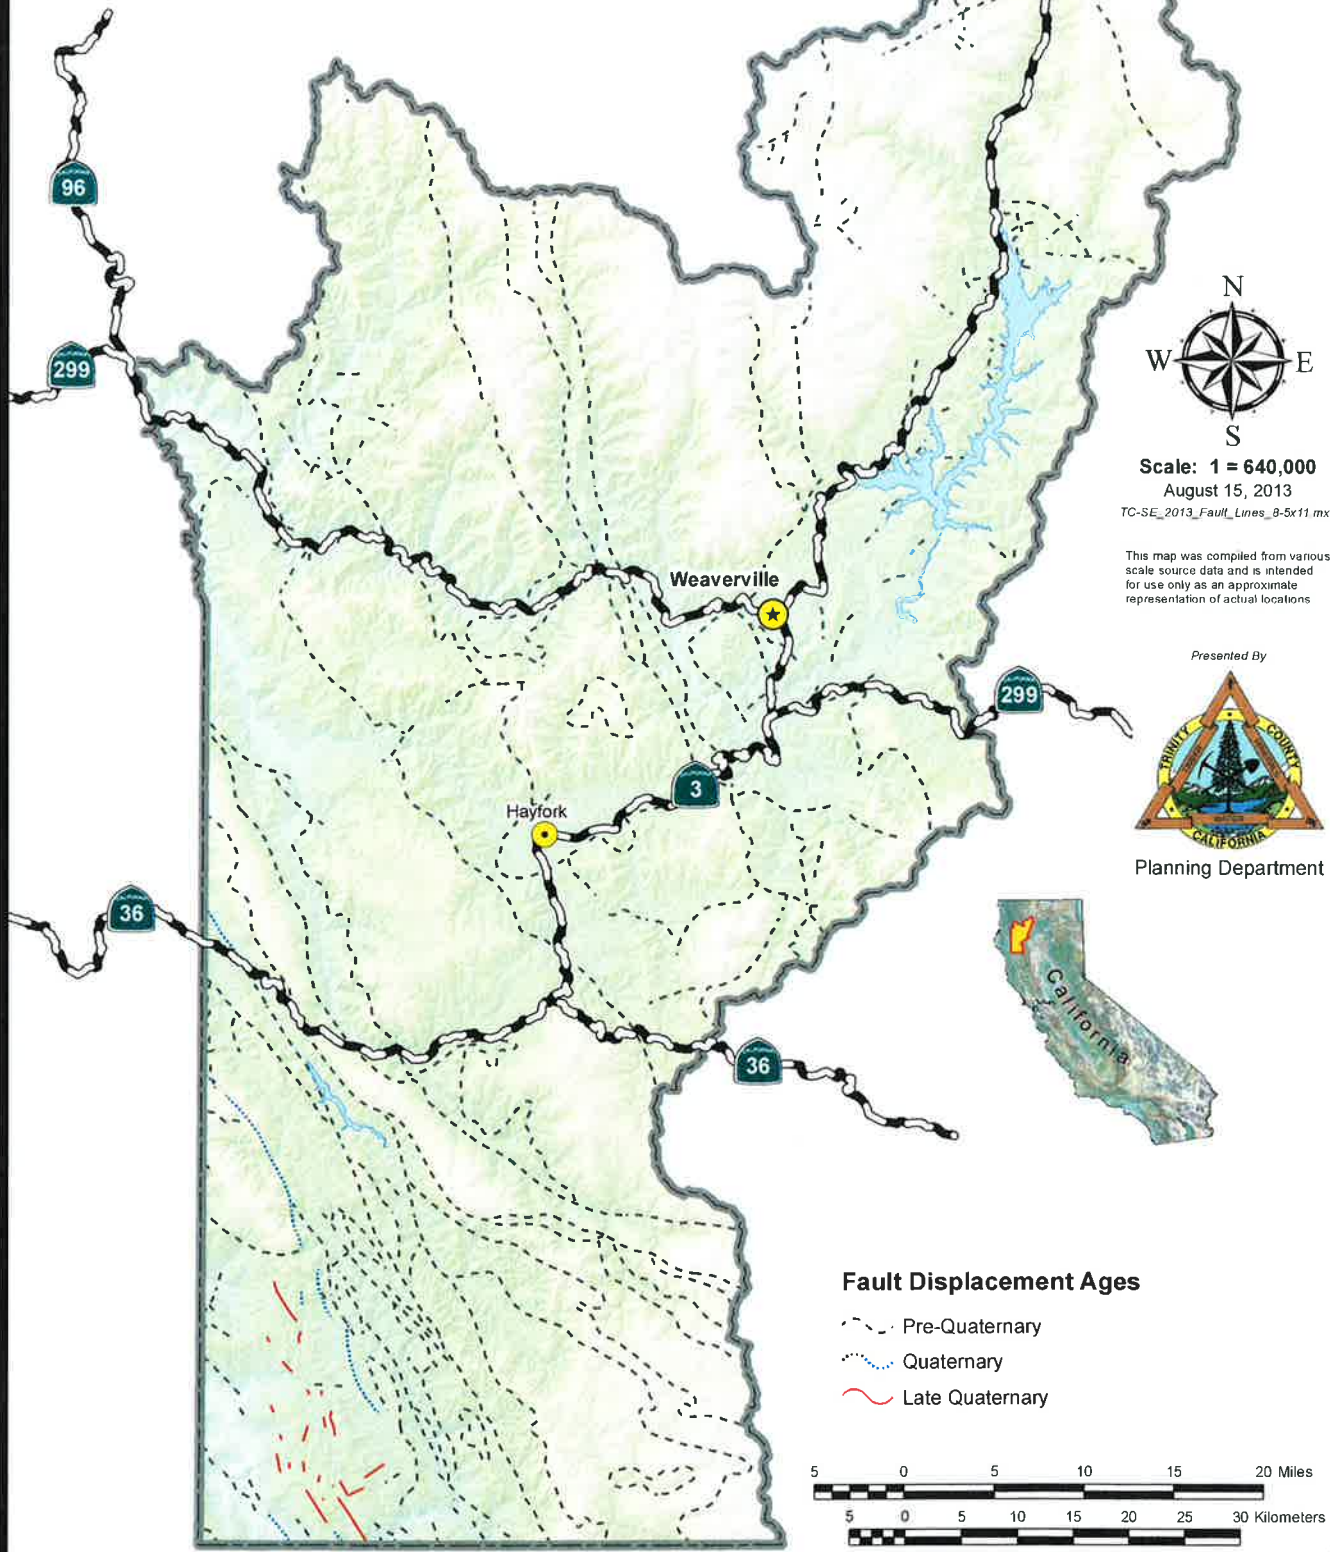 96
299
N
W
E
S
Scale: 1 = 640,000
August 15, 2013
TC-SE_2013_Fault_Lines_8-5x11.mx
This map was compiled from various
scale source data and is intended
for use only as an approximate
representation of actual locations
Weaverville
Presented By
299
TRINITY COUNTY
WATER
CALIFORNIA
Planning Department
3
Hayfork
36
California
36
Fault Displacement Ages
Pre-Quaternary
Quaternary
Late Quaternary
5 0 5 10 15 20 Miles
5 0 5 10 15 20 25 30 Kilometers